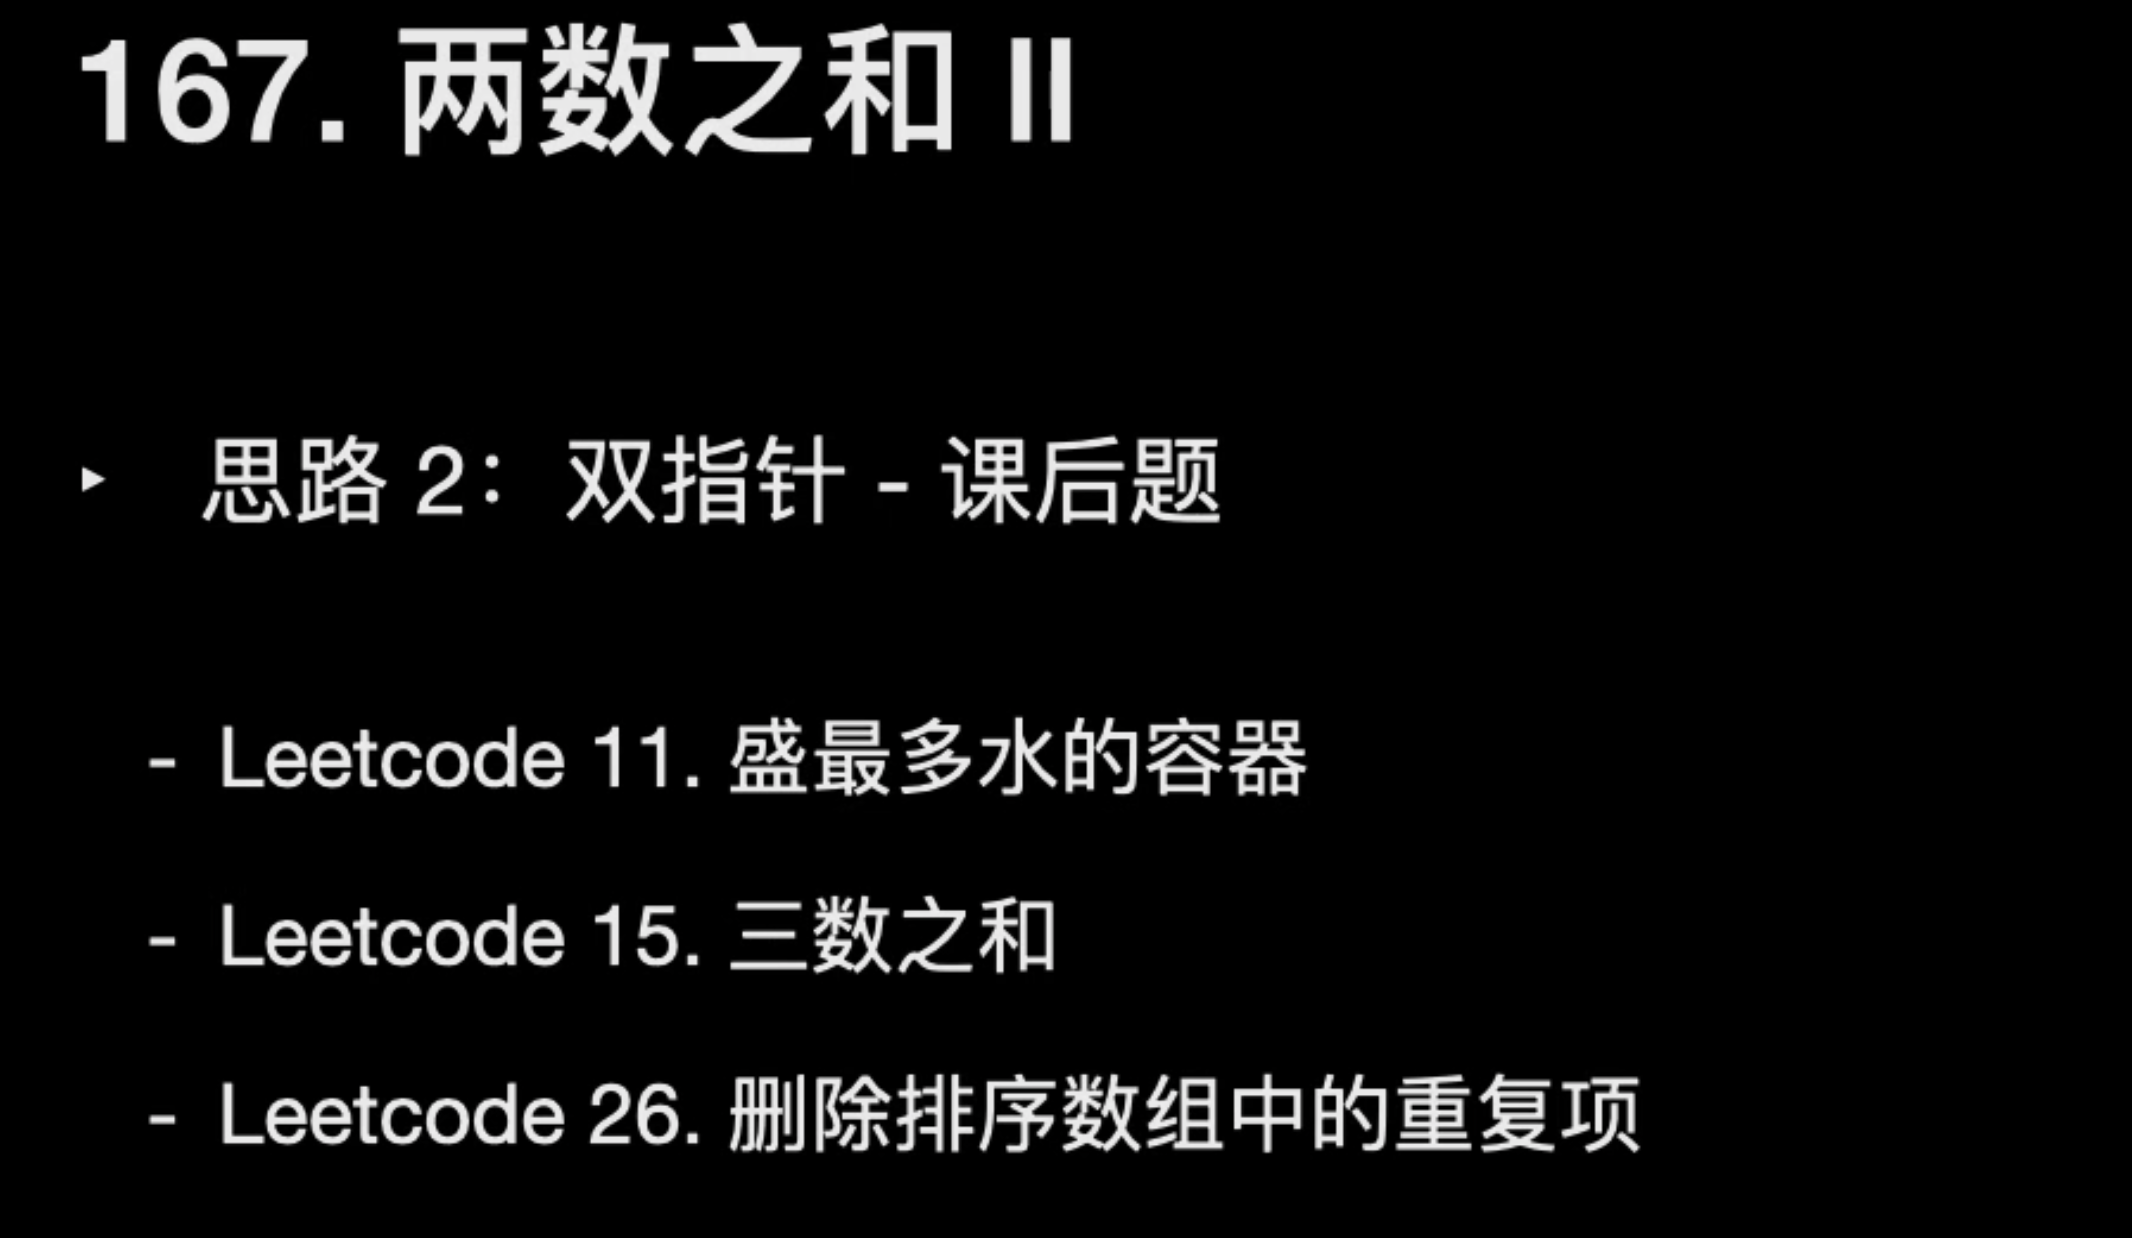 167. 两数之和 II
‣ 思路 2：双指针 - 课后题
- Leetcode 11. 盛最多水的容器
- Leetcode 15. 三数之和
- Leetcode 26. 删除排序数组中的重复项